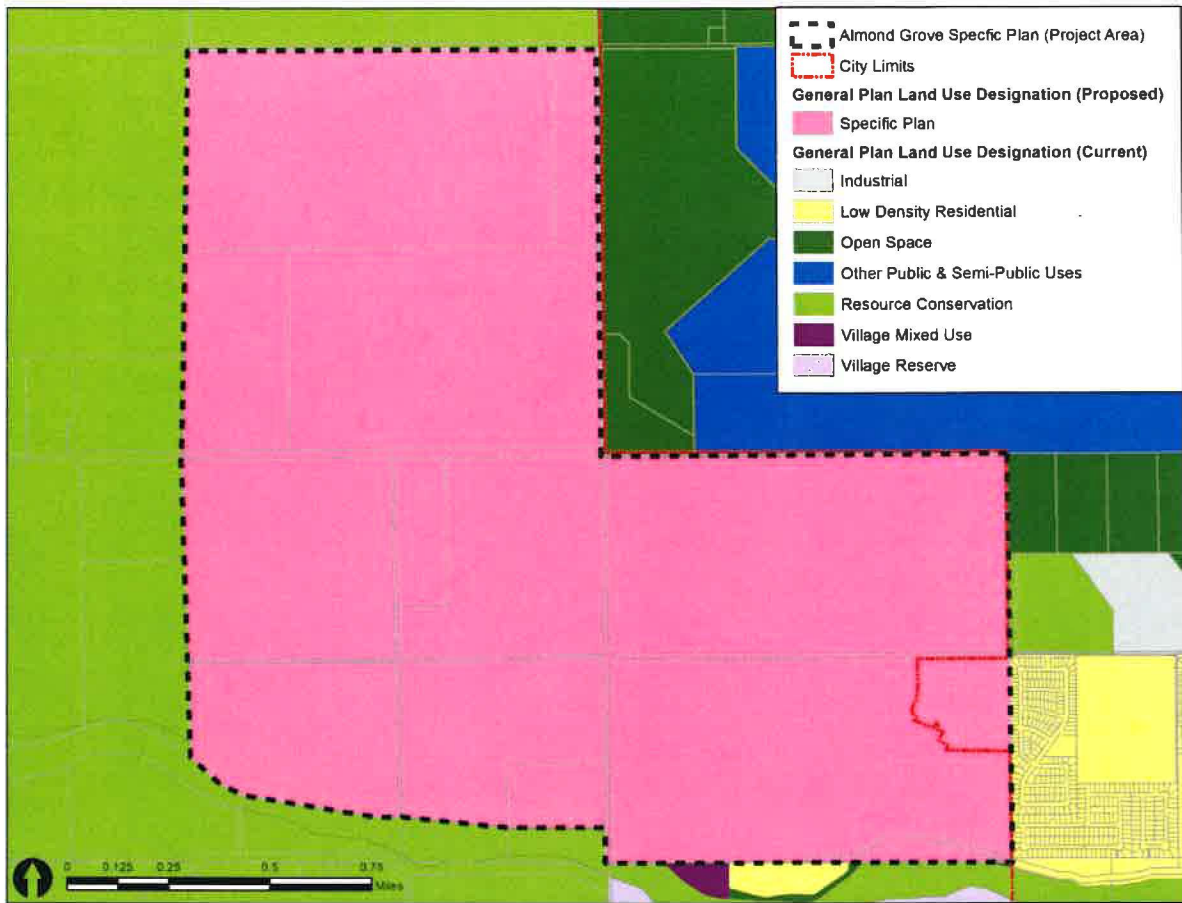 Almond Grove Specfic Plan (Project Area)
City Limits
General Plan Land Use Designation (Proposed)
Specific Plan
General Plan Land Use Designation (Current)
Industrial
Low Density Residential
Open Space
Other Public & Semi-Public Uses
Resource Conservation
Village Mixed Use
Village Reserve
0 0.125 0.25 0.5 0.75
Miles